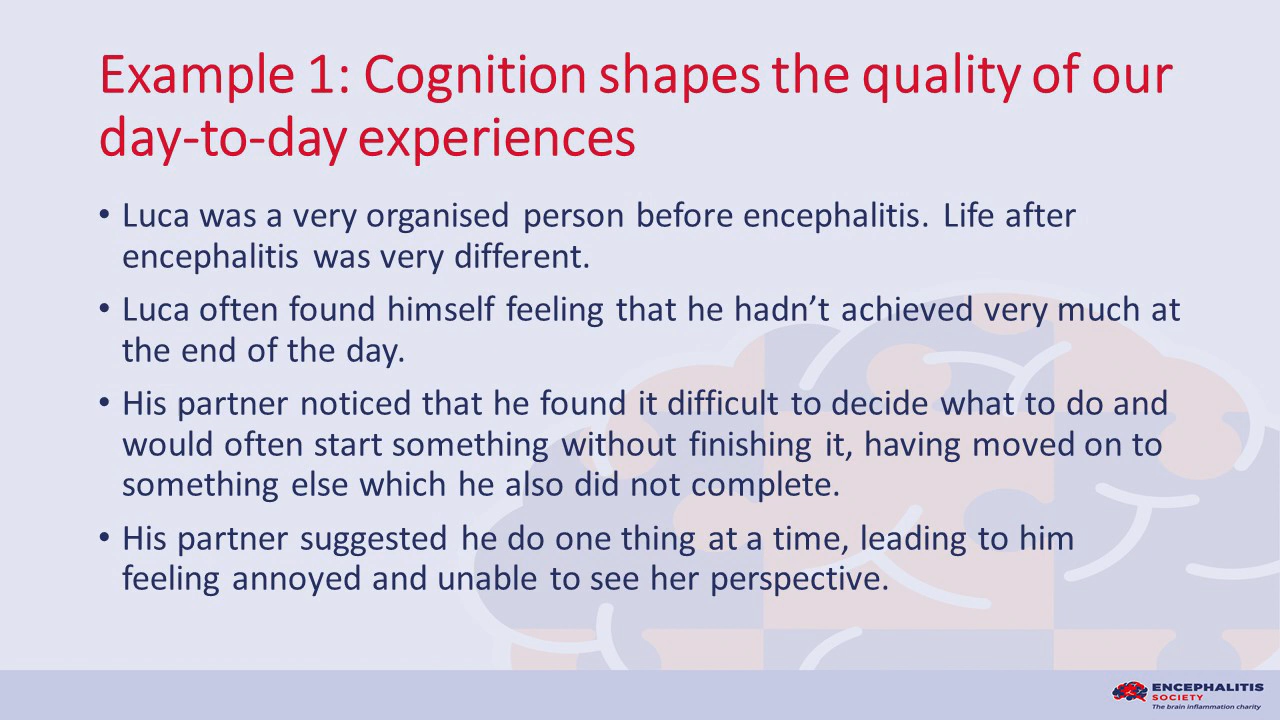 Example 1: Cognition shapes the quality of our
day-to-day experiences
• Luca was a very organised person before encephalitis. Life after
encephalitis was very different.
• Luca often found himself feeling that he hadn’t achieved very much at
the end of the day.
• His partner noticed that he found it difficult to decide what to do and
would often start something without finishing it, having moved on to
something else which he also did not complete.
• His partner suggested he do one thing at a time, leading to him
feeling annoyed and unable to see her perspective.
ENCEPHALITIS
SOCIETY
The brain inflammation charity